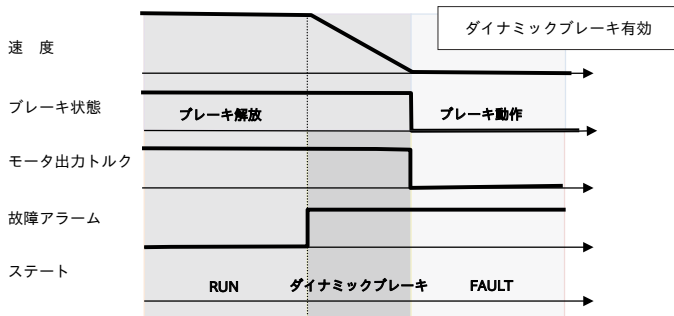 ダイナミックブレーキ有効
速　度
ブレーキ状態
ブレーキ解放
ブレーキ動作
モータ出力トルク
故障アラーム
ステート
RUN
ダイナミックブレーキ
FAULT